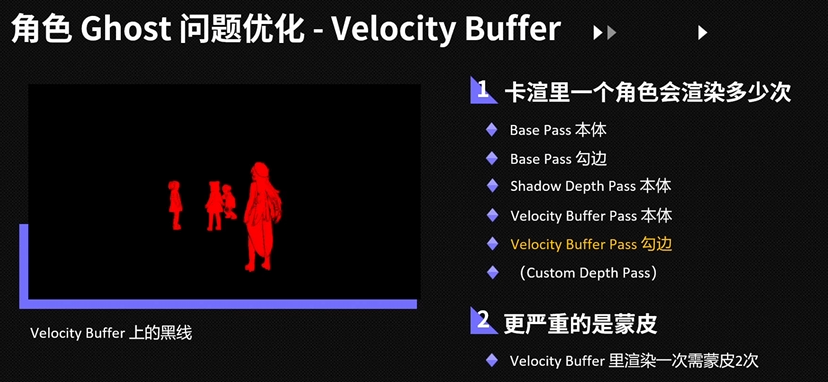 角色 Ghost 问题优化 - Velocity Buffer
Velocity Buffer 上的黑线
1 卡渲里一个角色会渲染多少次
Base Pass 本体
Base Pass 勾边
Shadow Depth Pass 本体
Velocity Buffer Pass 本体
Velocity Buffer Pass 勾边
（Custom Depth Pass）
2 更严重的是蒙皮
Velocity Buffer 里渲染一次需蒙皮2次